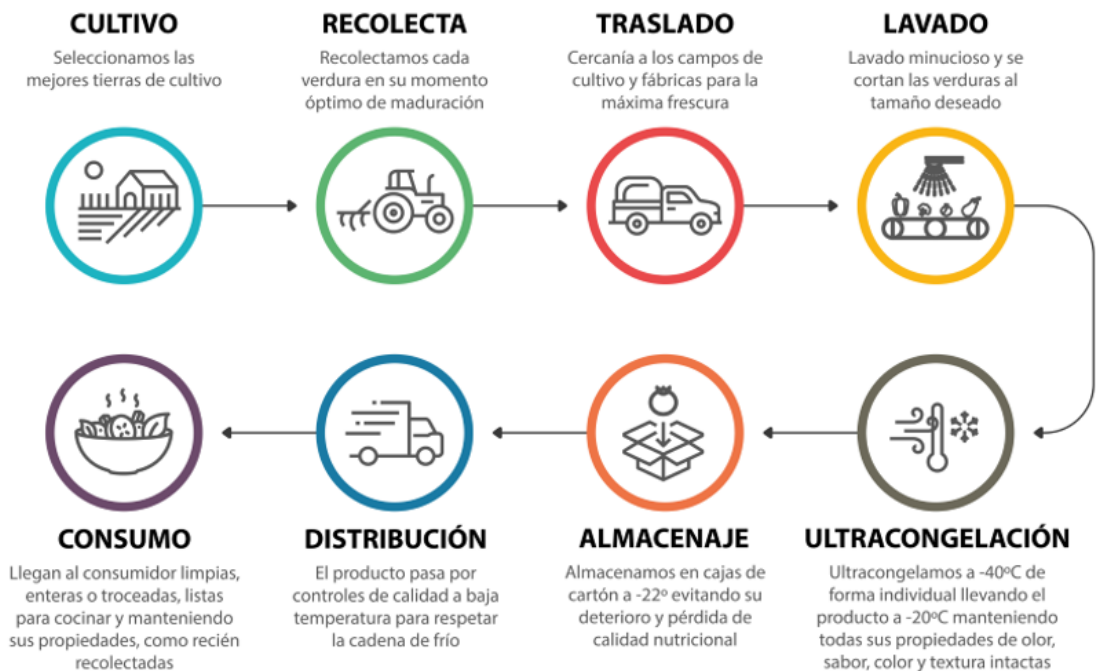 CULTIVO
Seleccionamos las
mejores tierras de cultivo
RECOLECTA
Recolectamos cada
verdura en su momento
óptimo de maduración
TRASLADO
Cercanía a los campos de
cultivo y fábricas para la
máxima frescura
LAVADO
Lavado minucioso y se
cortan las verduras al
tamaño deseado
ULTRACONGELACIÓN
Ultracongelamos a -40ºC de
forma individual llevando el
producto a -20ºC manteniendo
todas sus propiedades de olor,
sabor, color y textura intactas
ALMACENAJE
Almacenamos en cajas de
cartón a -22º evitando su
deterioro y pérdida de
calidad nutricional
DISTRIBUCIÓN
El producto pasa por
controles de calidad a baja
temperatura para respetar
la cadena de frío
CONSUMO
Llegan al consumidor limpias,
enteras o troceadas, listas
para cocinar y manteniendo
sus propiedades, como recién
recolectadas